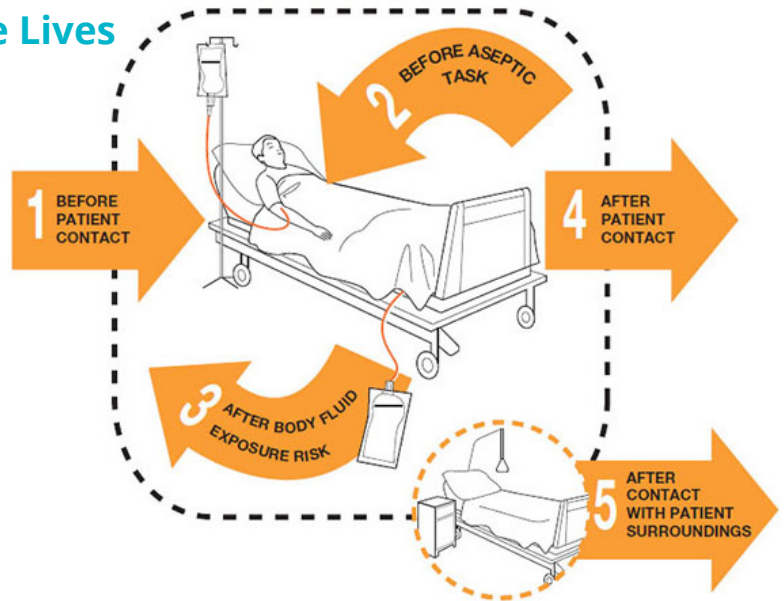 e Lives
1 BEFORE
PATIENT
CONTACT
2 BEFORE ASEPTIC
TASK
3 AFTER BODY FLUID
EXPOSURE RISK
4 AFTER
PATIENT
CONTACT
5 AFTER
CONTACT
WITH PATIENT
SURROUNDINGS